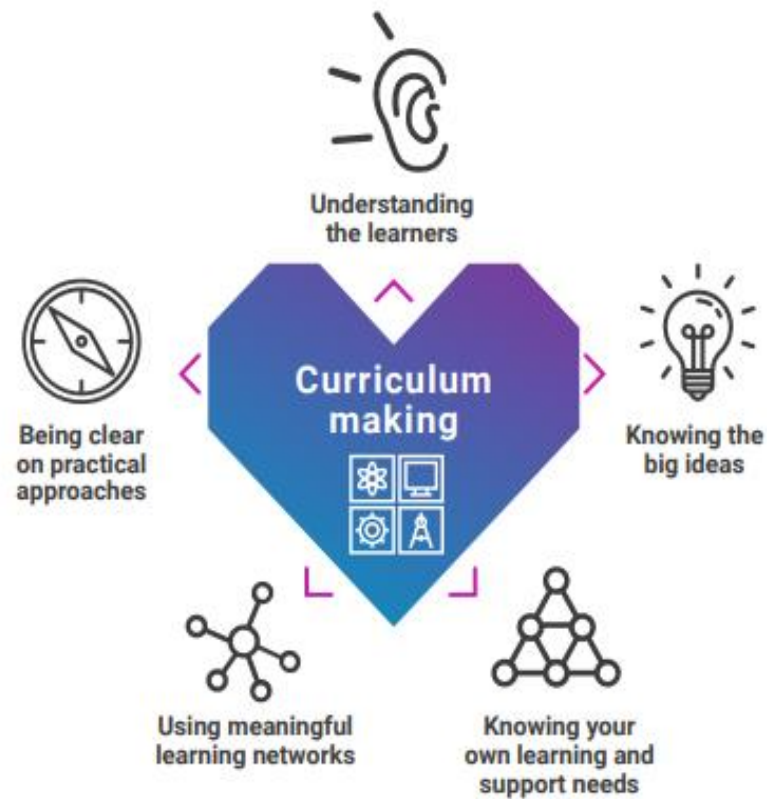 Understanding
the learners
Curriculum
making
Being clear
on practical
approaches
Knowing the
big ideas
Using meaningful
learning networks
Knowing your
own learning and
support needs